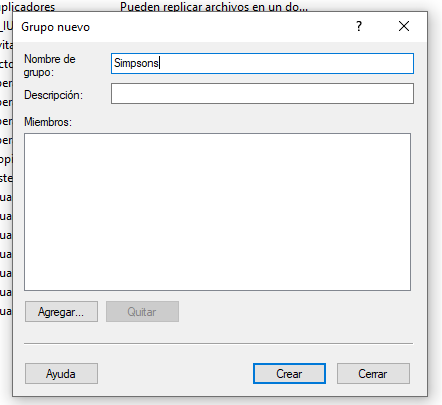 Pueden replicar archivos en un do...
Grupo nuevo
?
Nombre de
grupo:
Simpsons
Descripción:
Miembros:
Agregar...
Quitar
Ayuda
Crear
Cerrar